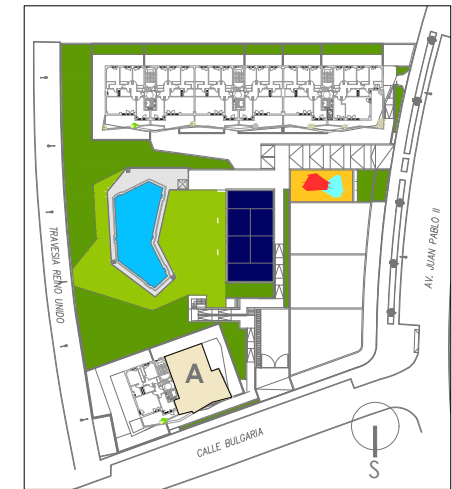 TRAVESIA REINO UNIDO
AV. JUAN PABLO II
A
CALLE BULGARIA
S